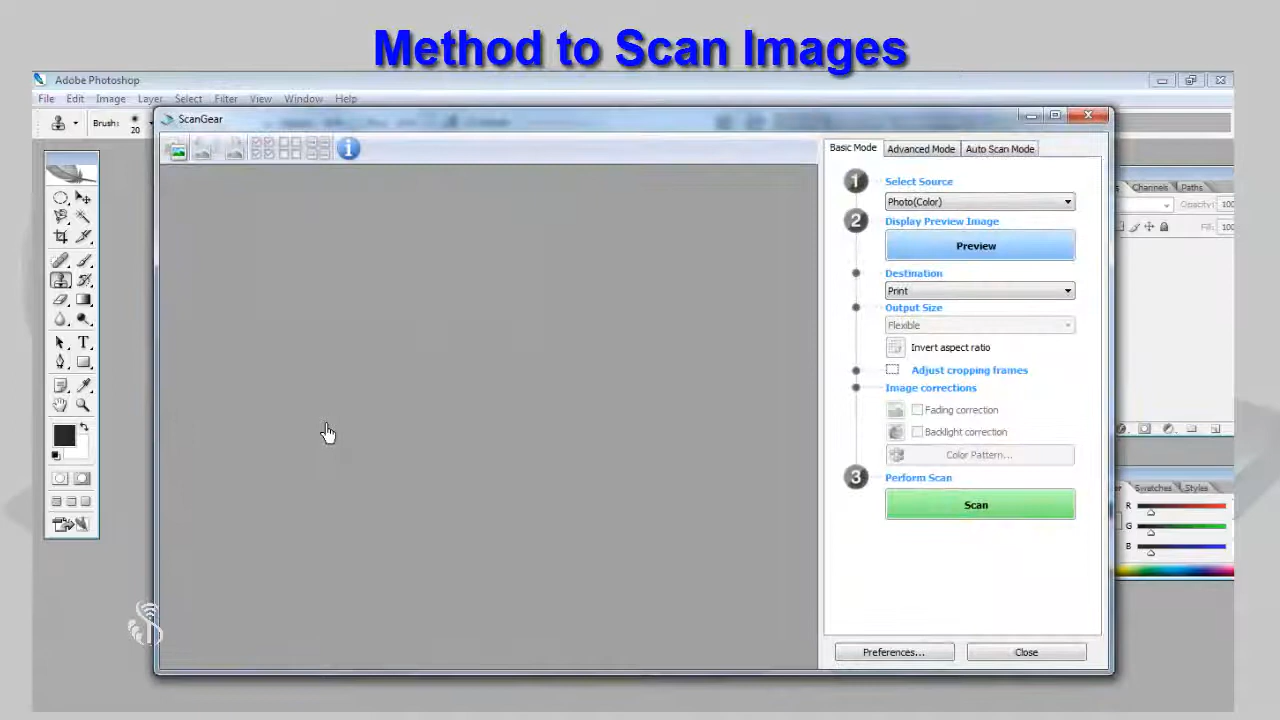 Method to Scan Images
Adobe Photoshop
File Edit Image Layer Select Filter View Window Help
Brush: 20
ScanGear
Basic Mode Advanced Mode Auto Scan Mode
1 Select Source
Photo(Color)
2 Display Preview Image
Preview
Destination
Print
Output Size
Flexible
Invert aspect ratio
Adjust cropping frames
Image corrections
Fading correction
Backlight correction
Color Pattern...
3 Perform Scan
Scan
Preferences... Close
Channels Paths
Opacity: 100
Fill: 100
Swatches Styles
R
G
B